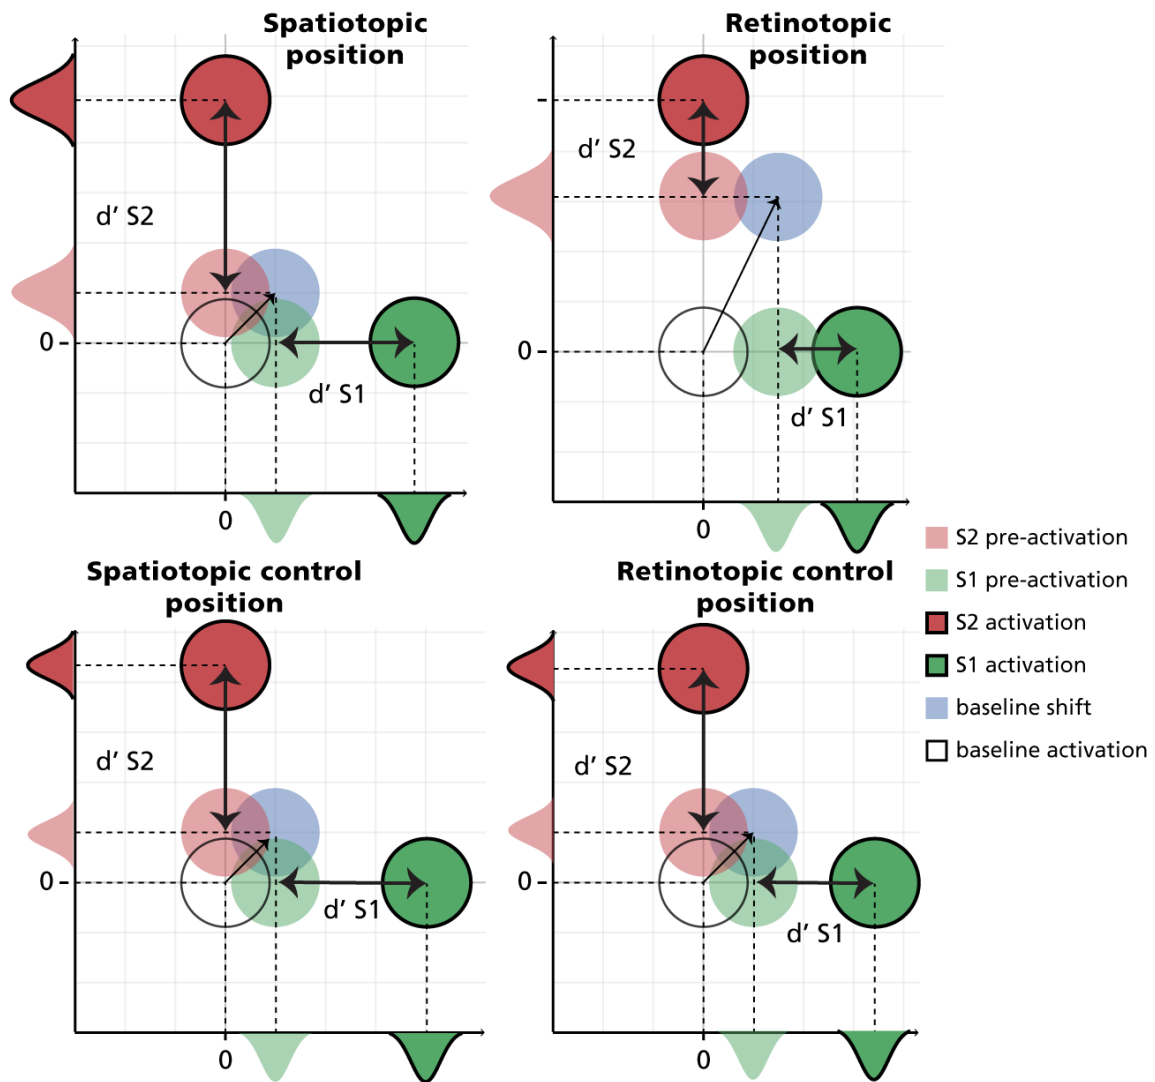 Spatiotopic
position
d’ S2
0
d’ S1
0
Retinotopic
position
d’ S2
0
d’ S1
0
Spatiotopic control
position
d’ S2
0
d’ S1
0
Retinotopic control
position
d’ S2
0
d’ S1
0
S2 pre-activation
S1 pre-activation
S2 activation
S1 activation
baseline shift
baseline activation